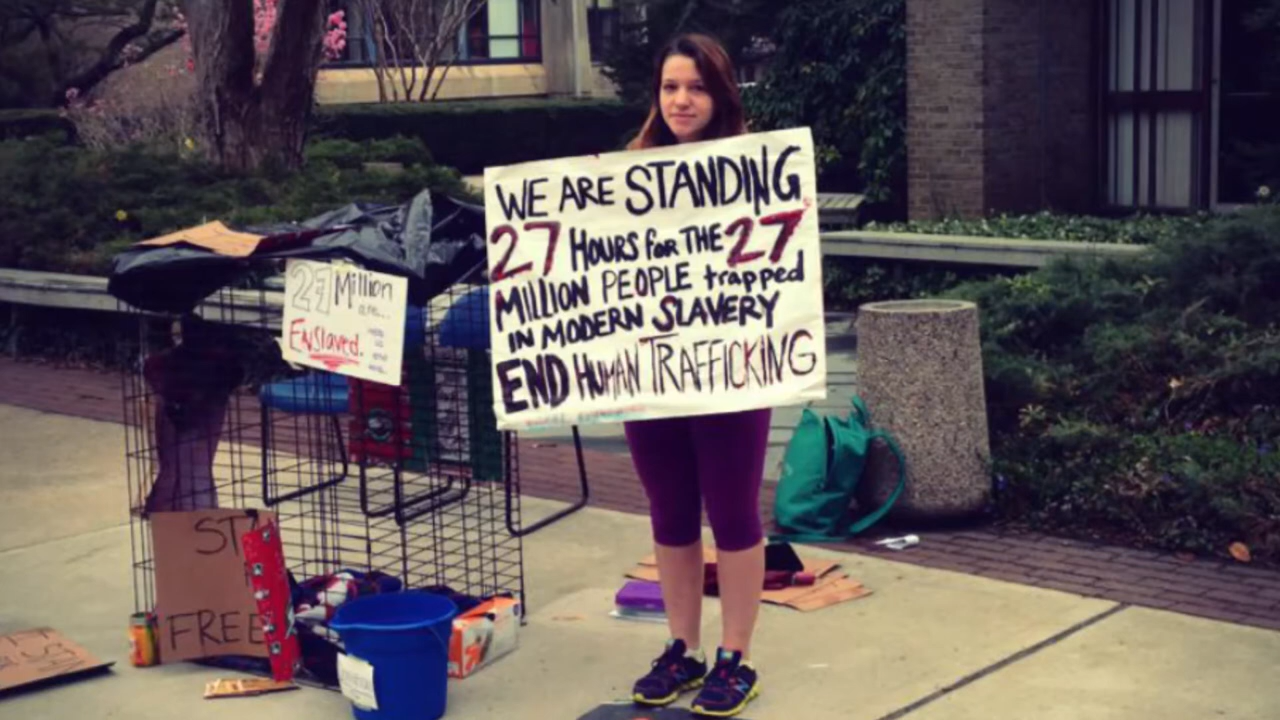 WE ARE STANDING
27 HOURS for THE 27
MILLION PEOPLE trapped
IN MODERN SLAVERY
END HUMAN TRAFFICKING
27 Million
are...
Enslaved.
FREE